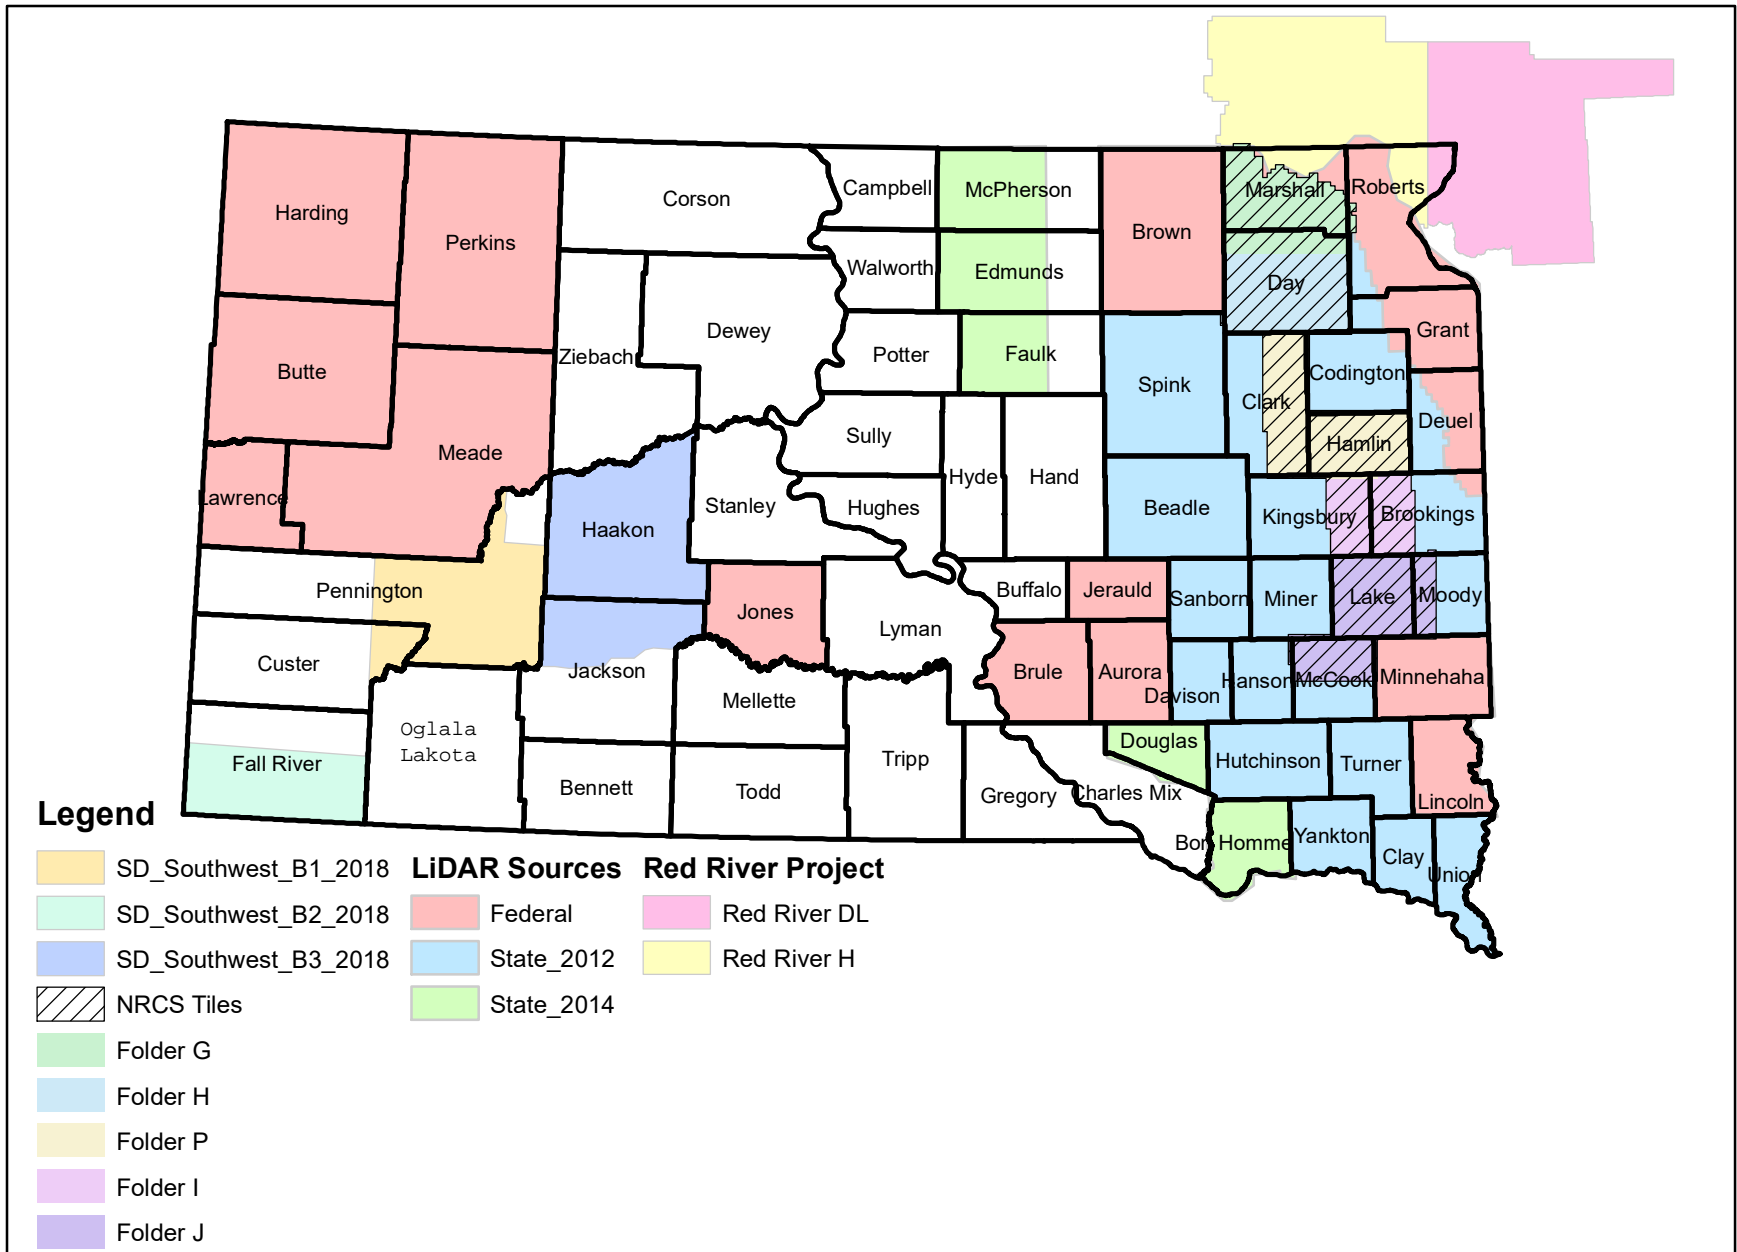 Harding
Perkins
Corson
Campbell
McPherson
Brown
Marshall
Roberts
Walworth
Edmunds
Day
Butte
Ziebach
Dewey
Potter
Faulk
Spink
Clark
Codington
Grant
Deuel
Hamlin
Meade
Lawrence
Sully
Hyde
Hand
Haakon
Stanley
Hughes
Beadle
Kingsbury
Brookings
Pennington
Jones
Lyman
Buffalo
Jerauld
Sanborn
Miner
Lake
Moody
Custer
Jackson
Mellette
Brule
Aurora
Davison
Hanson
McCook
Minnehaha
Oglala
Lakota
Fall River
Bennett
Todd
Tripp
Gregory
Charles Mix
Douglas
Hutchinson
Turner
Lincoln
Bon Homme
Yankton
Clay
Union
Legend
SD_Southwest_B1_2018
SD_Southwest_B2_2018
SD_Southwest_B3_2018
NRCS Tiles
Folder G
Folder H
Folder P
Folder I
Folder J
LiDAR Sources
Federal
State_2012
State_2014
Red River Project
Red River DL
Red River H